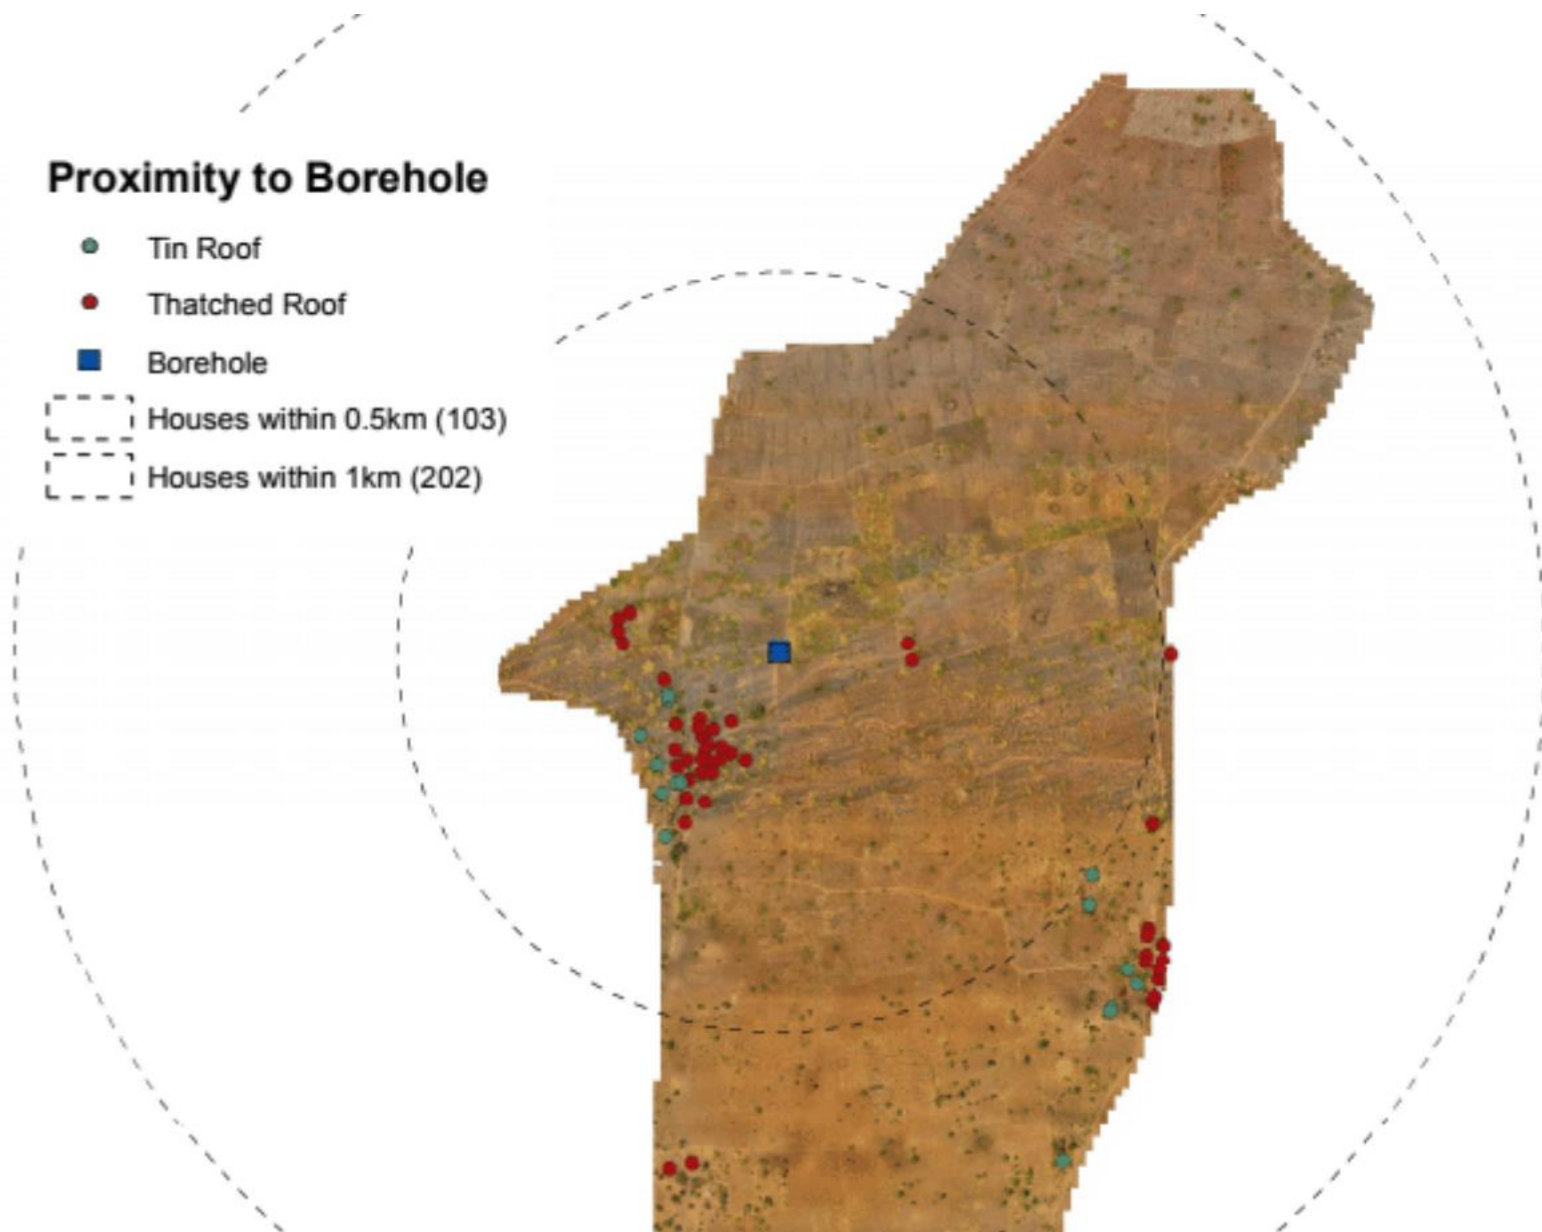 Proximity to Borehole
Tin Roof
Thatched Roof
Borehole
Houses within 0.5km (103)
Houses within 1km (202)